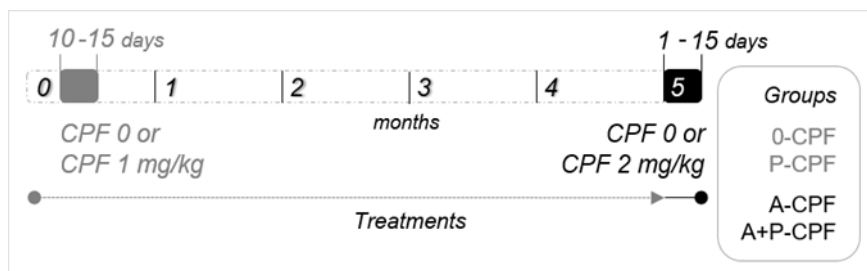 10-15 days
1 - 15 days
0 1 2 3 4 5
months
CPF 0 or
CPF 1 mg/kg
CPF 0 or
CPF 2 mg/kg
Treatments
Groups
0-CPF
P-CPF
A-CPF
A+P-CPF